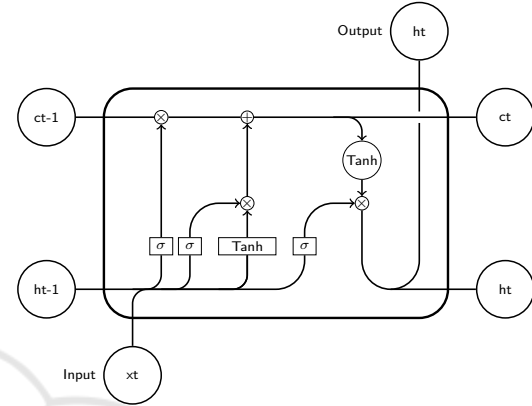 Output ht
ct-1 × + ct
Tanh
× ×
σ σ Tanh σ
ht-1 ht
Input xt